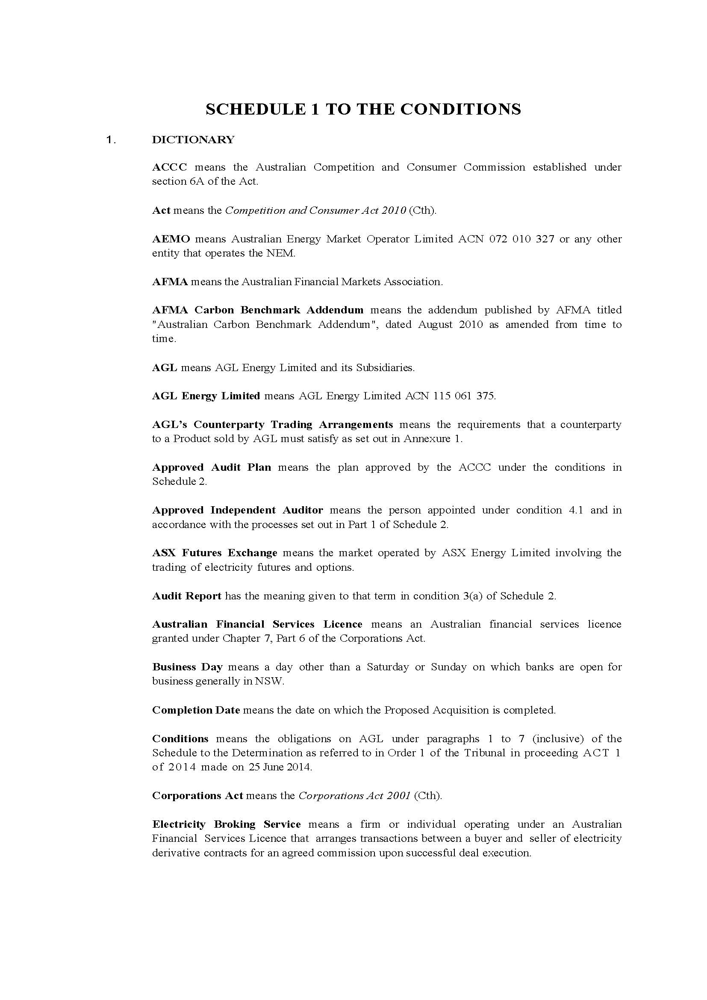 SCHEDULE 1 TO THE CONDITIONS
1. DICTIONARY
ACCC means the Australian Competition and Consumer Commission established under
section 6A of the Act.
Act means the Competition and Consumer Act 2010 (Cth).
AEMO means Australian Energy Market Operator Limited ACN 072 010 327 or any other
entity that operates the NEM.
AFMA means the Australian Financial Markets Association.
AFMA Carbon Benchmark Addendum means the addendum published by AFMA titled
"Australian Carbon Benchmark Addendum", dated August 2010 as amended from time to
time.
AGL means AGL Energy Limited and its Subsidiaries.
AGL Energy Limited means AGL Energy Limited ACN 115 061 375.
AGL’s Counterparty Trading Arrangements means the requirements that a counterparty
to a Product sold by AGL must satisfy as set out in Annexure 1.
Approved Audit Plan means the plan approved by the ACCC under the conditions in
Schedule 2.
Approved Independent Auditor means the person appointed under condition 4.1 and in
accordance with the processes set out in Part 1 of Schedule 2.
ASX Futures Exchange means the market operated by ASX Energy Limited involving the
trading of electricity futures and options.
Audit Report has the meaning given to that term in condition 3(a) of Schedule 2.
Australian Financial Services Licence means an Australian financial services licence
granted under Chapter 7, Part 6 of the Corporations Act.
Business Day means a day other than a Saturday or Sunday on which banks are open for
business generally in NSW.
Completion Date means the date on which the Proposed Acquisition is completed.
Conditions means the obligations on AGL under paragraphs 1 to 7 (inclusive) of the
Schedule to the Determination as referred to in Order 1 of the Tribunal in proceeding ACT 1
of 2014 made on 25 June 2014.
Corporations Act means the Corporations Act 2001 (Cth).
Electricity Broking Service means a firm or individual operating under an Australian
Financial Services Licence that arranges transactions between a buyer and seller of electricity
derivative contracts for an agreed commission upon successful deal execution.